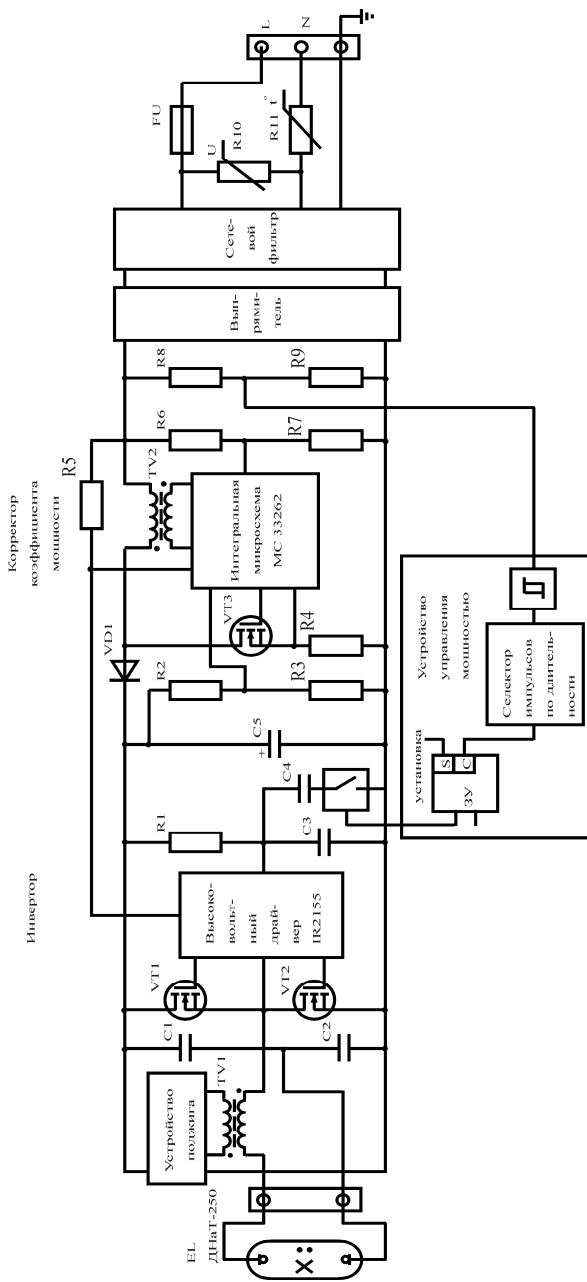 Инвертор
Корректор
коэффициента
мощности
R5
EL
ДНаТ-250
Устройство
поджига
TV1
C1
C2
VT1
VT2
Высоко-
вольт-
ный
драй-
вер
IR2155
R1
C3
C4
C5
+
VD1
R2
R3
VT3
R4
TV2
Интегральная
микросхема
МС 33262
R6
R7
R8
R9
Вып-
рями-
тель
Сете-
вой
фильтр
FU
U
R10
R11
t°
L
N
установка
S
C
ЗУ
Селектор
импульсов
по длитель-
ности
Устройство
управления
мощностью